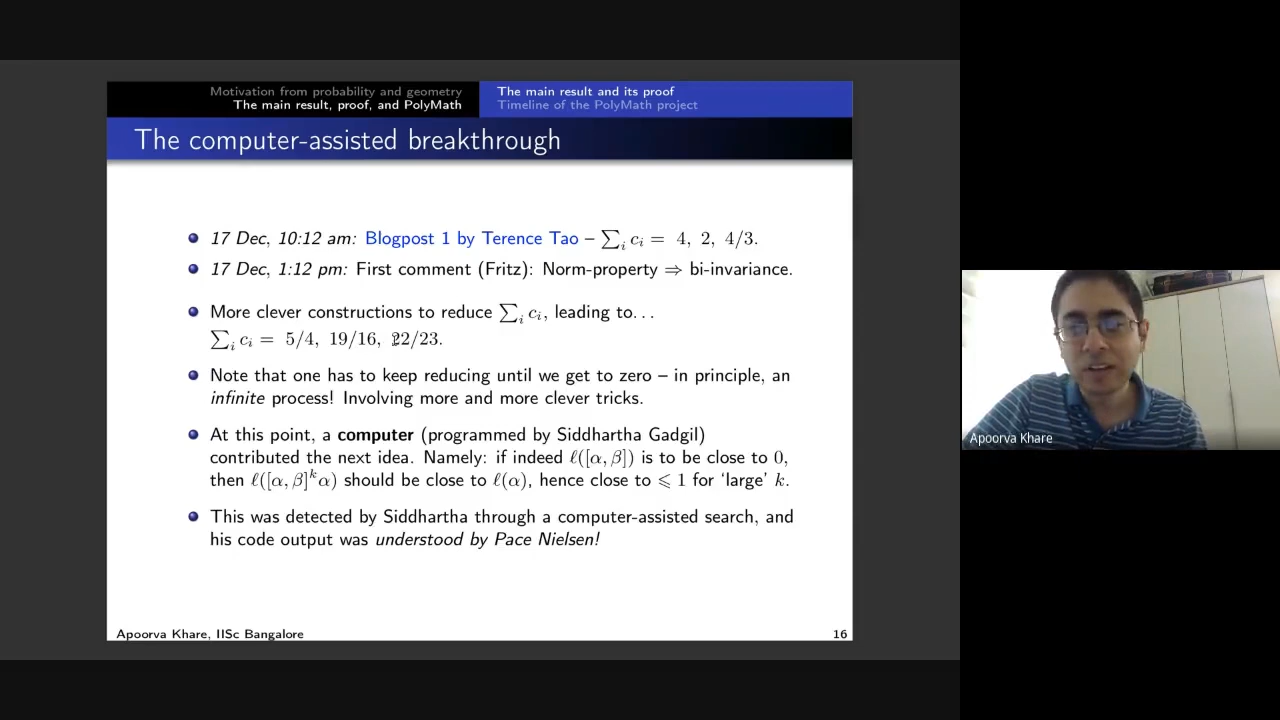 Motivation from probability and geometry
The main result, proof, and PolyMath
The main result and its proof
Timeline of the PolyMath project
The computer-assisted breakthrough
17 Dec, 10:12 am: Blogpost 1 by Terence Tao – ∑ᵢ cᵢ = 4, 2, 4/3.
17 Dec, 1:12 pm: First comment (Fritz): Norm-property ⇒ bi-invariance.
More clever constructions to reduce ∑ᵢ cᵢ, leading to. . .
∑ᵢ cᵢ = 5/4, 19/16, 22/23.
Note that one has to keep reducing until we get to zero – in principle, an
infinite process! Involving more and more clever tricks.
At this point, a computer (programmed by Siddhartha Gadgil)
contributed the next idea. Namely: if indeed ℓ([α, β]) is to be close to 0,
then ℓ([α, β]ᵏα) should be close to ℓ(α), hence close to ⩽ 1 for ‘large’ k.
This was detected by Siddhartha through a computer-assisted search, and
his code output was understood by Pace Nielsen!
Apoorva Khare, IISc Bangalore
16
Apoorva Khare